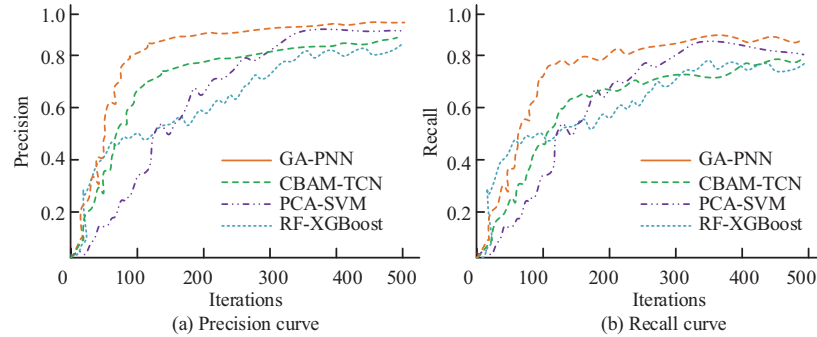 1.0
0.8
0.6
0.4
0.2
0
100
200
300
400
500
Precision
Iterations
GA-PNN
CBAM-TCN
PCA-SVM
RF-XGBoost
(a) Precision curve
1.0
0.8
0.6
0.4
0.2
0
100
200
300
400
500
Recall
Iterations
GA-PNN
CBAM-TCN
PCA-SVM
RF-XGBoost
(b) Recall curve